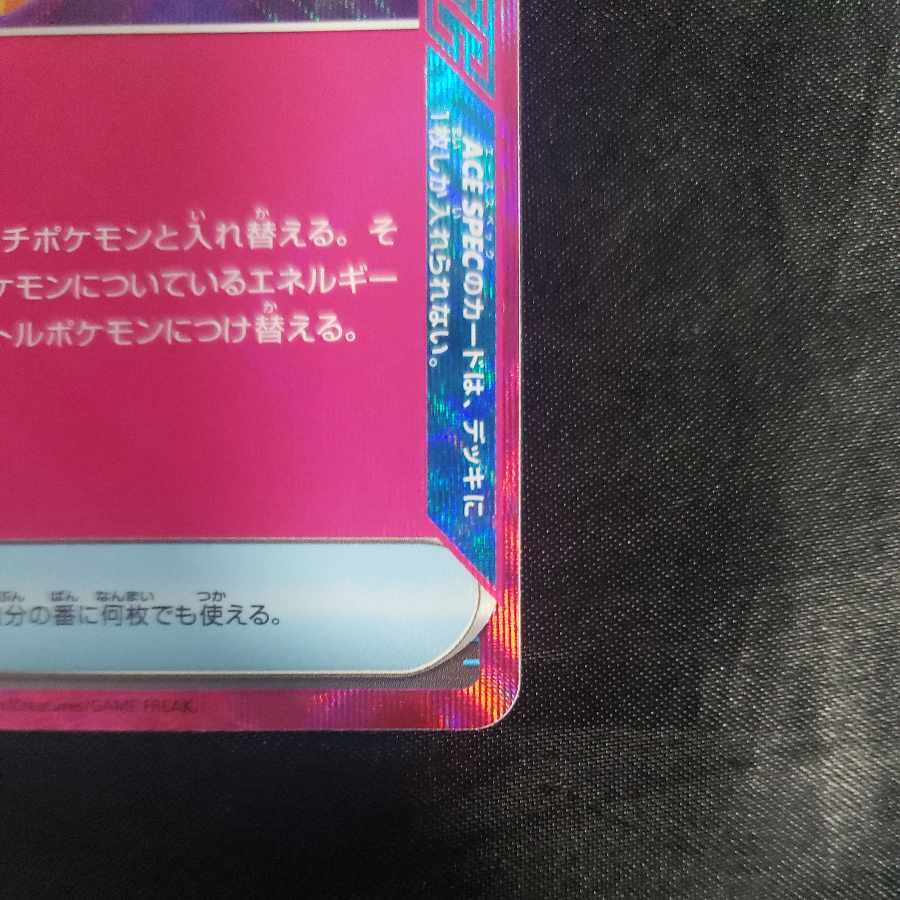 チポケモンと入れ替える。そ
ケモンについているエネルギー
トルポケモンにつけ替える。
ACE SPECのカードは、デッキに
1枚しか入れられない。
分の番に何枚でも使える。
/GAME FREAK.